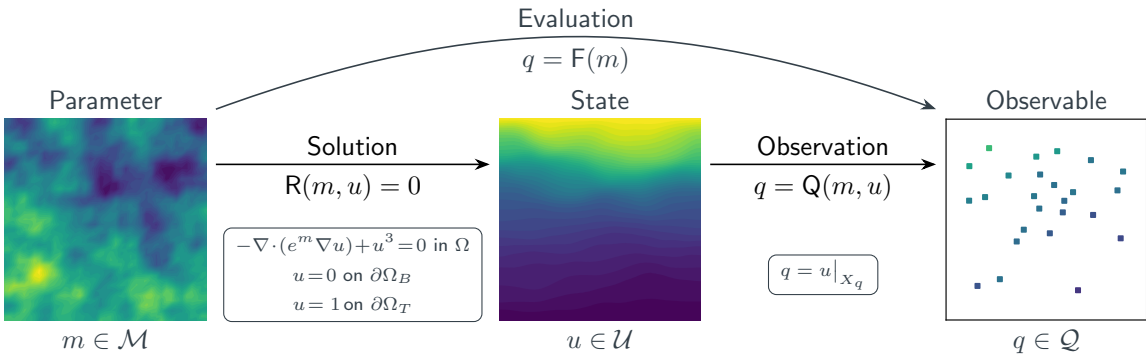 Evaluation
q = F(m)
Parameter
State
Observable
Solution
R(m, u) = 0
Observation
q = Q(m, u)
−∇·(e^m ∇u)+u^3=0 in Ω
u=0 on ∂Ω_B
u=1 on ∂Ω_T
q = u|_{X_q}
m ∈ ℳ
u ∈ 𝒰
q ∈ 𝒬